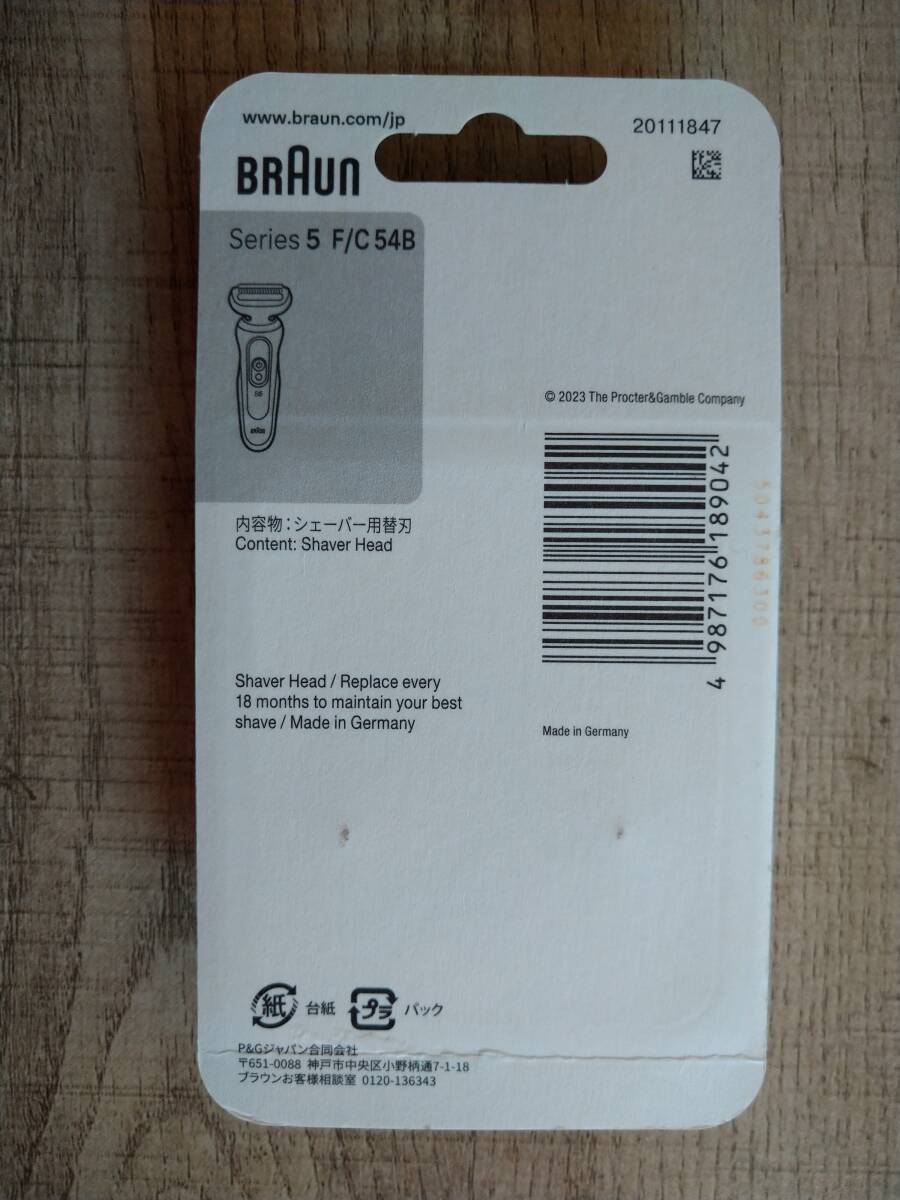 www.braun.com/jp
20111847
BRAUN
Series 5 F/C 54B
S5
BRAUN
© 2023 The Procter&Gamble Company
4 987176 189042
5043786300
内容物：シェーバー用替刃
Content: Shaver Head
Shaver Head / Replace every
18 months to maintain your best
shave / Made in Germany
Made in Germany
紙 台紙 プラ パック
P&Gジャパン合同会社
〒651-0088 神戸市中央区小野柄通7-1-18
ブラウンお客様相談室 0120-136343